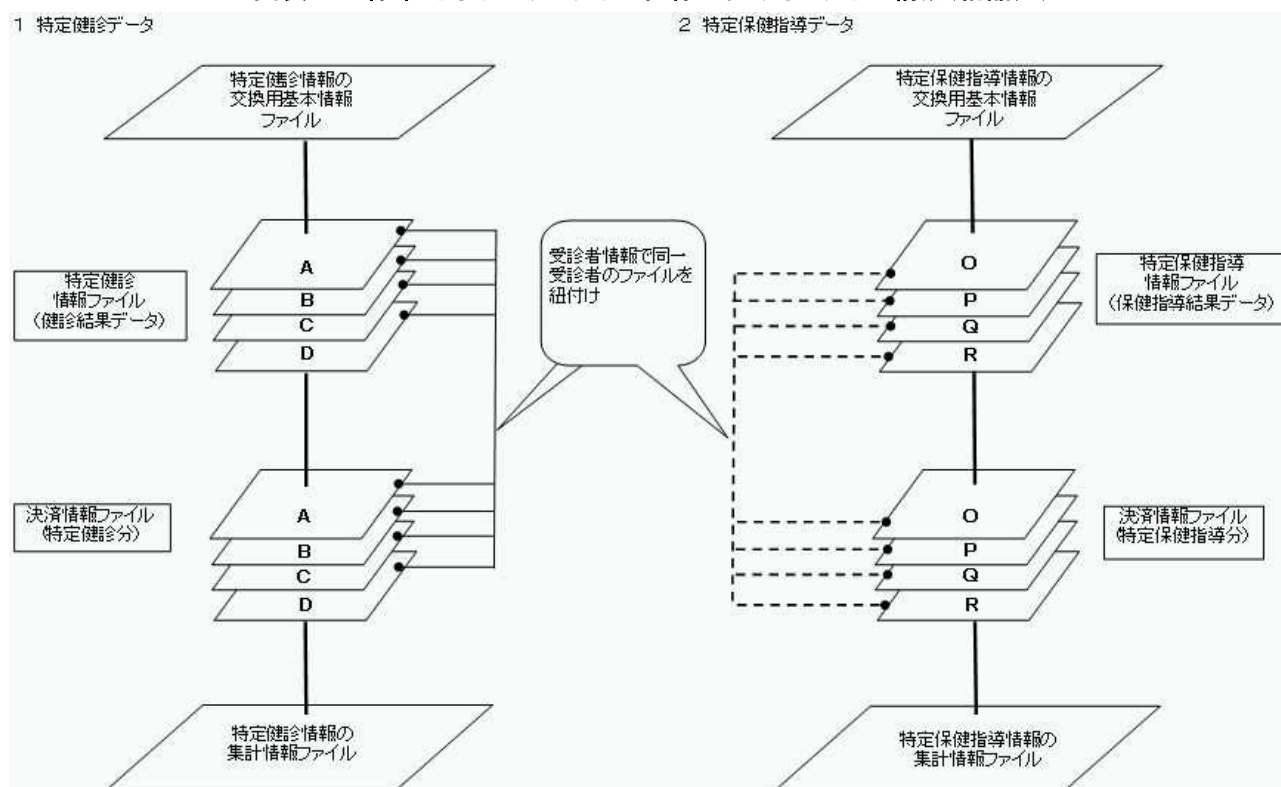 1 特定健診データ
特定健診情報の
交換用基本情報
ファイル
特定健診
情報ファイル
（健診結果データ）
A
B
C
D
決済情報ファイル
（特定健診分）
A
B
C
D
特定健診情報の
集計情報ファイル
受診者情報で同一
受診者のファイルを
紐付け
2 特定保健指導データ
特定保健指導情報の
交換用基本情報
ファイル
O
P
Q
R
特定保健指導
情報ファイル
（保健指導結果データ）
O
P
Q
R
決済情報ファイル
（特定保健指導分）
特定保健指導情報の
集計情報ファイル